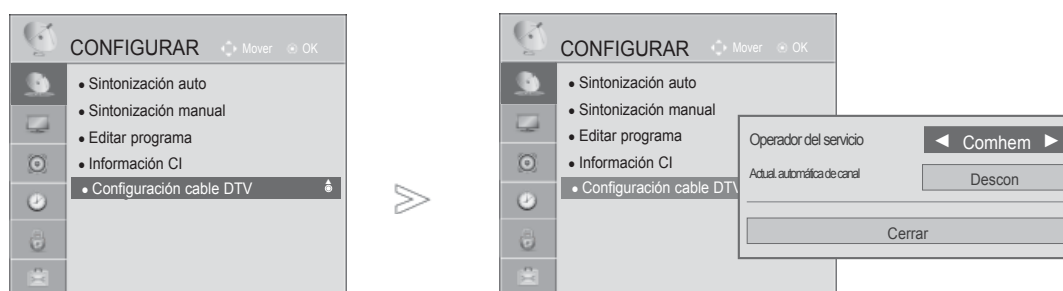 CONFIGURAR Mover OK
• Sintonización auto
• Sintonización manual
• Editar programa
• Información CI
• Configuración cable DTV
CONFIGURAR Mover OK
• Sintonización auto
• Sintonización manual
• Editar programa
• Información CI
• Configuración cable DTV
Operador del servicio ◀ Comhem ▶
Actual. automática de canal Descon
Cerrar